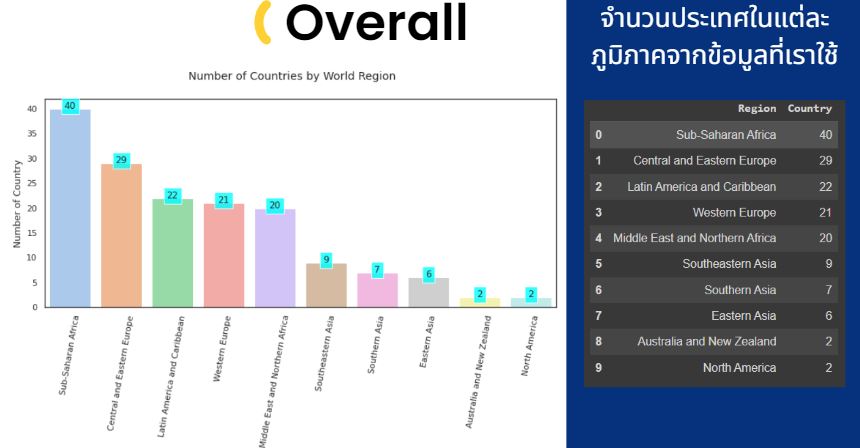 Overall
Number of Countries by World Region
Number of Country
40
35
30
25
20
15
10
5
0
40
29
22
21
20
9
7
6
2
2
Sub-Saharan Africa
Central and Eastern Europe
Latin America and Caribbean
Western Europe
Middle East and Northern Africa
Southeastern Asia
Southern Asia
Eastern Asia
Australia and New Zealand
North America
จำนวนประเทศในแต่ละ
ภูมิภาคจากข้อมูลที่เราใช้
Region Country
0 Sub-Saharan Africa 40
1 Central and Eastern Europe 29
2 Latin America and Caribbean 22
3 Western Europe 21
4 Middle East and Northern Africa 20
5 Southeastern Asia 9
6 Southern Asia 7
7 Eastern Asia 6
8 Australia and New Zealand 2
9 North America 2